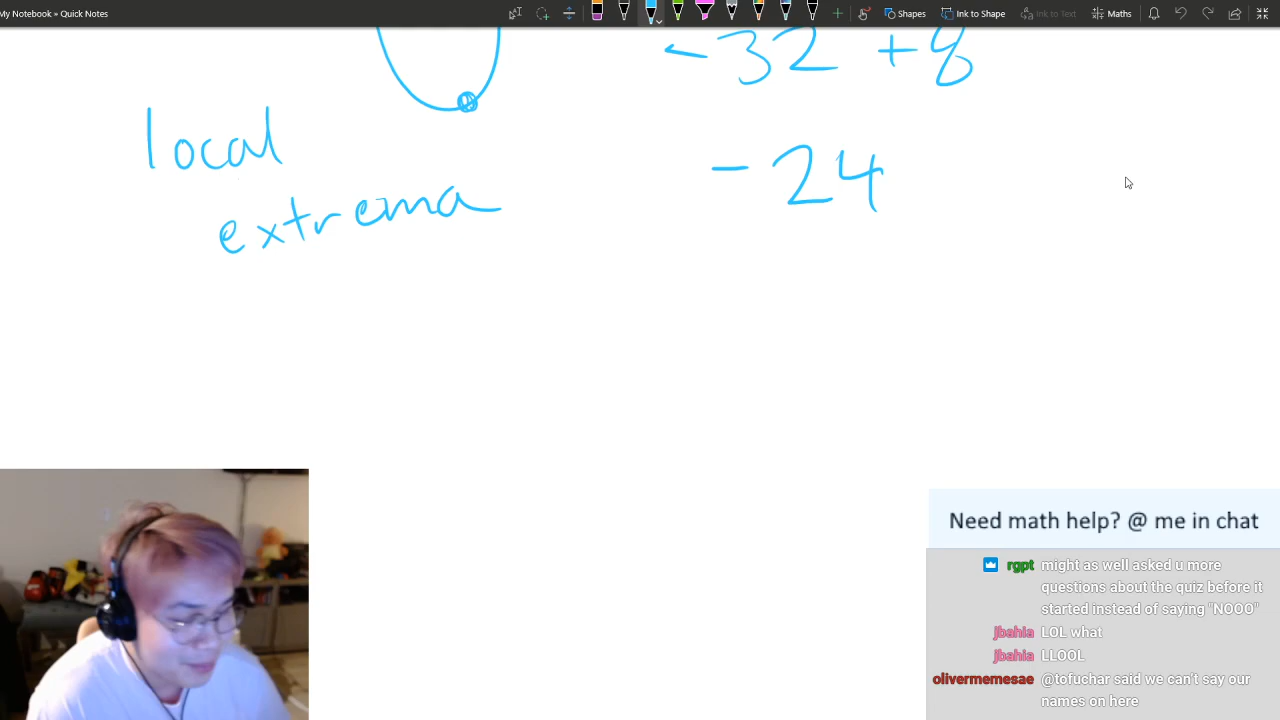 My Notebook » Quick Notes
Shapes
Ink to Shape
Ink to Text
Maths
-32 +8
local
-24
extrema
Need math help? @ me in chat
rgpt might as well asked u more
questions about the quiz before it
started instead of saying "NOOO"
jbahia LOL what
jbahia LLOOL
olivermemesae @tofuchar said we can't say our
names on here